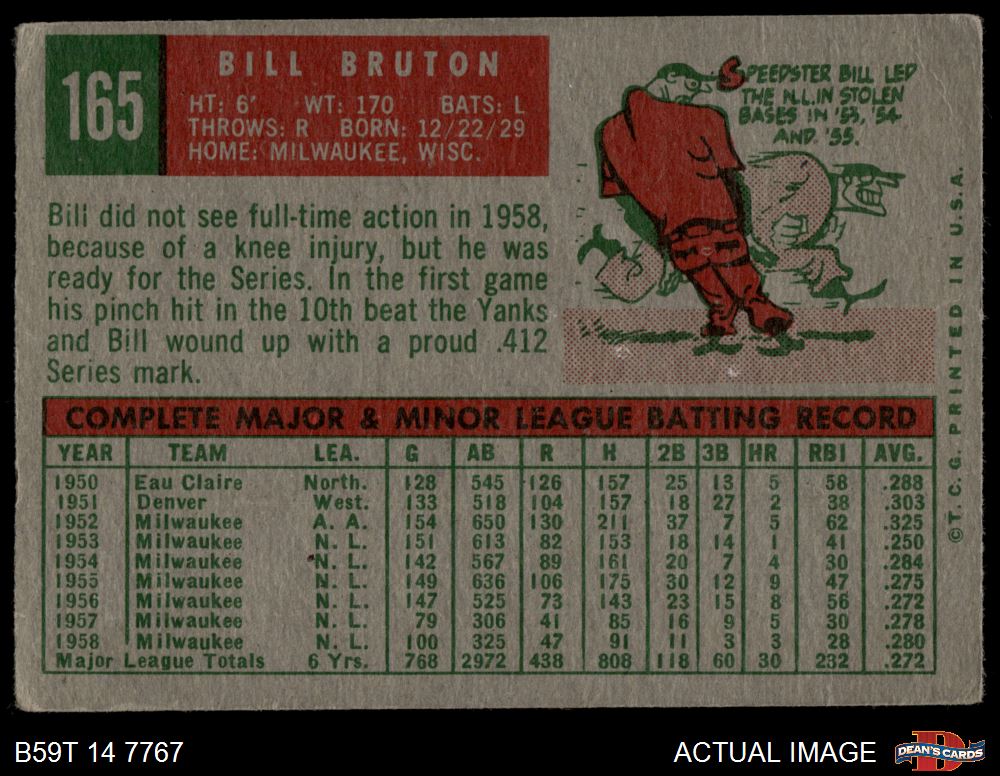 165
BILL BRUTON
HT: 6' WT: 170 BATS: L
THROWS: R BORN: 12/22/29
HOME: MILWAUKEE, WISC.
SPEEDSTER BILL LED
THE N.L. IN STOLEN
BASES IN '53, '54
AND '55.
Bill did not see full-time action in 1958,
because of a knee injury, but he was
ready for the Series. In the first game
his pinch hit in the 10th beat the Yanks
and Bill wound up with a proud .412
Series mark.
COMPLETE MAJOR & MINOR LEAGUE BATTING RECORD
YEAR TEAM LEA. G AB R H 2B 3B HR RBI AVG.
1950 Eau Claire North. 128 545 126 157 25 13 5 58 .288
1951 Denver West. 133 518 104 157 18 27 2 38 .303
1952 Milwaukee A. A. 154 650 130 211 37 7 5 62 .325
1953 Milwaukee N. L. 151 613 82 153 18 14 1 41 .250
1954 Milwaukee N. L. 142 567 89 161 20 7 4 30 .284
1955 Milwaukee N. L. 149 636 106 175 30 12 9 47 .275
1956 Milwaukee N. L. 147 525 73 143 23 15 8 56 .272
1957 Milwaukee N. L. 79 306 41 85 16 9 5 30 .278
1958 Milwaukee N. L. 100 325 47 91 11 3 3 28 .280
Major League Totals 6 Yrs. 768 2972 438 808 118 60 30 232 .272
©T. C. G. PRINTED IN U.S.A.
B59T 14 7767
ACTUAL IMAGE
D
DEAN'S CARDS